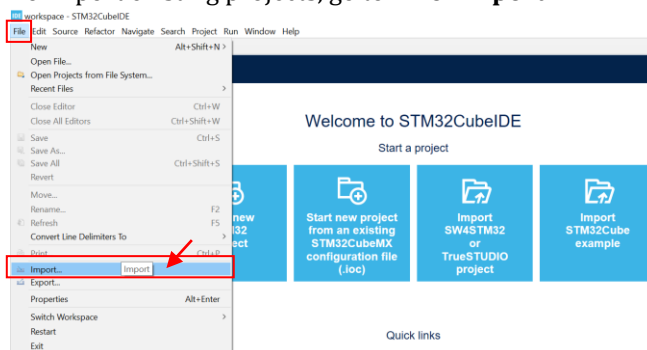 workspace - STM32CubeIDE
File Edit Source Refactor Navigate Search Project Run Window Help
New Alt+Shift+N >
Open File...
Open Projects from File System...
Recent Files >
Close Editor Ctrl+W
Close All Editors Ctrl+Shift+W
Save Ctrl+S
Save As...
Save All Ctrl+Shift+S
Revert
Move...
Rename... F2
Refresh F5
Convert Line Delimiters To >
Print... Ctrl+P
Import...
Import
Export...
Properties Alt+Enter
Switch Workspace >
Restart
Exit
Welcome to STM32CubeIDE
Start a project
new
Start new project
from an existing
STM32CubeMX
configuration file
(.ioc)
Import
SW4STM32
or
TrueSTUDIO
project
Import
STM32Cube
example
Quick links